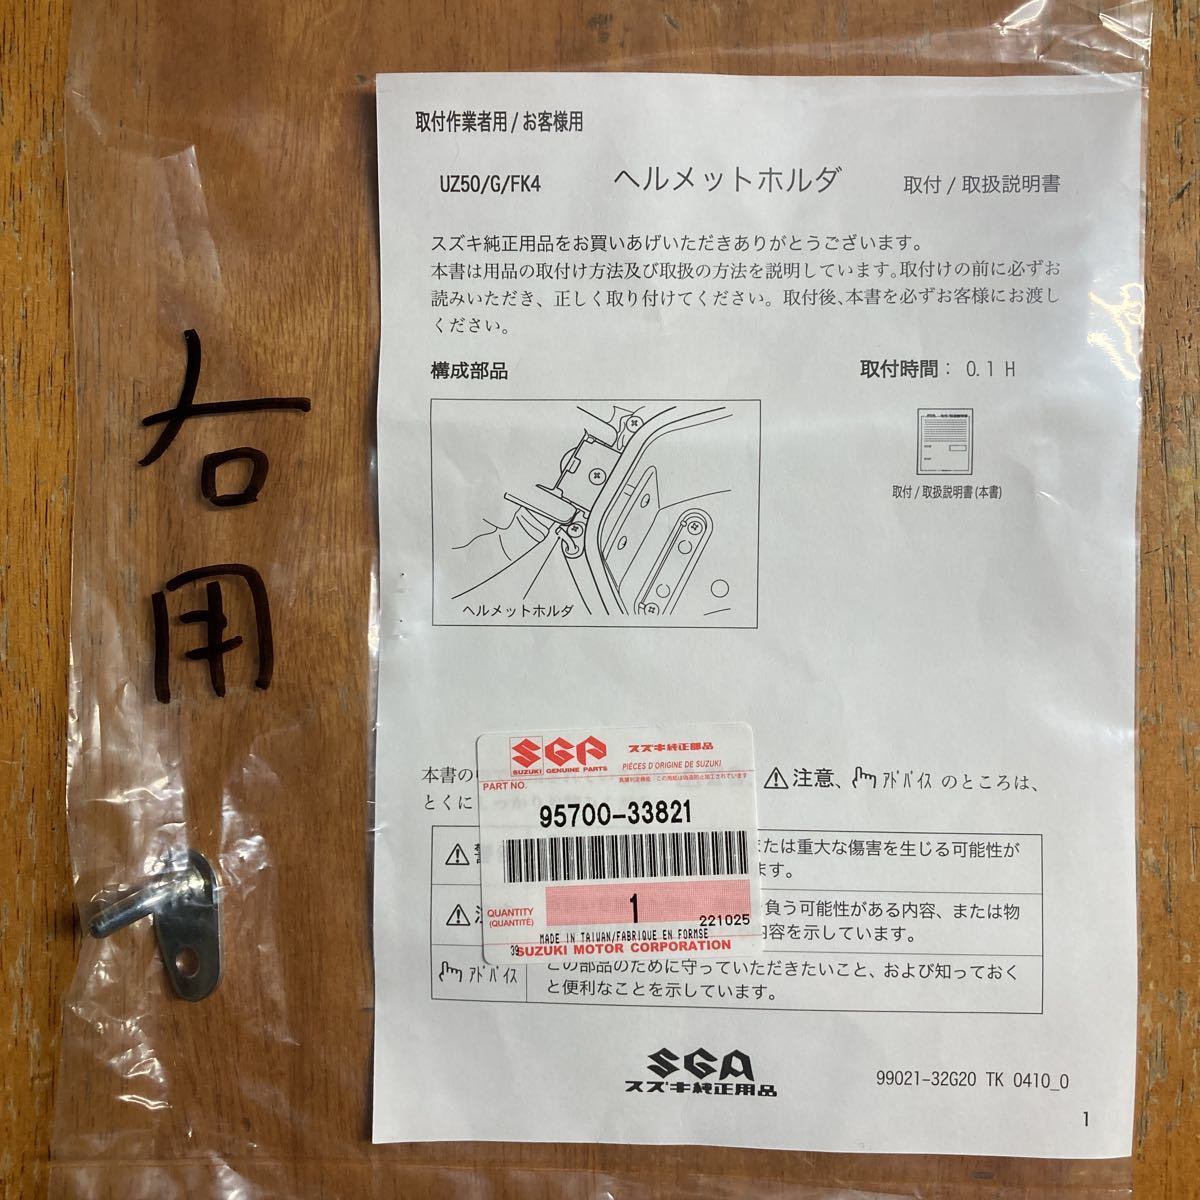 取付作業者用 / お客様用
UZ50/G/FK4 ヘルメットホルダ 取付 / 取扱説明書
スズキ純正用品をお買いあげいただきありがとうございます。
本書は用品の取付け方法及び取扱の方法を説明しています。取付けの前に必ずお
読みいただき、正しく取り付けてください。取付後、本書を必ずお客様にお渡し
ください。
構成部品
取付時間： 0.1 H
取付 / 取扱説明書 (本書)
ヘルメットホルダ
右用
SGP スズキ純正部品
SUZUKI GENUINE PARTS PIÈCES D'ORIGINE DE SUZUKI
PART NO.
95700-33821
QUANTITY
(QUANTITÉ)
1
221025
MADE IN TAIWAN/FABRIQUE EN FORMSE
39
SUZUKI MOTOR CORPORATION
本書の
注意、 アドバイス のところは、
とくに
または重大な傷害を生じる可能性が
ます。
負う可能性がある内容、または物
内容を示しています。
アドバイス
この部品のために守っていただきたいこと、および知っておく
と便利なことを示しています。
SGA
スズキ純正用品
99021-32G20 TK 0410_0
1